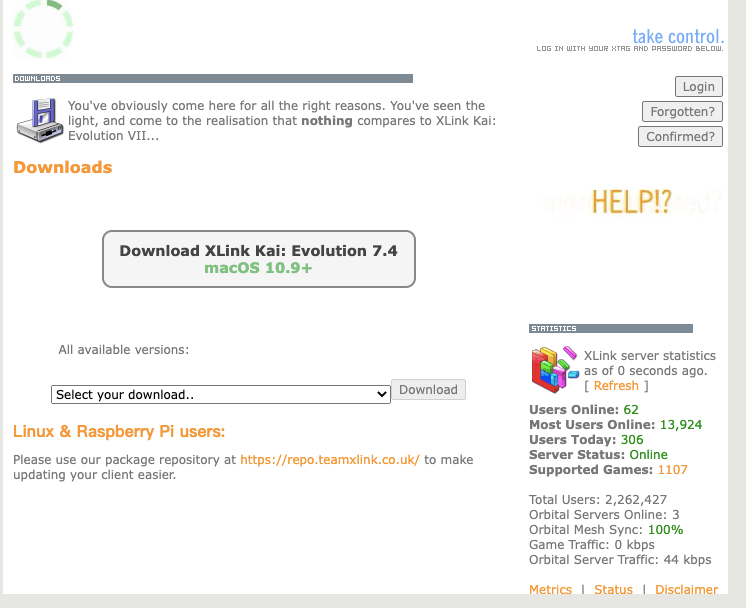 take control.
LOG IN WITH YOUR XTAG AND PASSWORD BELOW.
DOWNLOADS
You've obviously come here for all the right reasons. You've seen the
light, and come to the realisation that nothing compares to XLink Kai:
Evolution VII...
Login
Forgotten?
Confirmed?
Downloads
HELP!?
Download XLink Kai: Evolution 7.4
macOS 10.9+
All available versions:
Select your download..
Download
Linux & Raspberry Pi users:
Please use our package repository at https://repo.teamxlink.co.uk/ to make
updating your client easier.
STATISTICS
XLink server statistics
as of 0 seconds ago.
[ Refresh ]
Users Online: 62
Most Users Online: 13,924
Users Today: 306
Server Status: Online
Supported Games: 1107
Total Users: 2,262,427
Orbital Servers Online: 3
Orbital Mesh Sync: 100%
Game Traffic: 0 kbps
Orbital Server Traffic: 44 kbps
Metrics | Status | Disclaimer